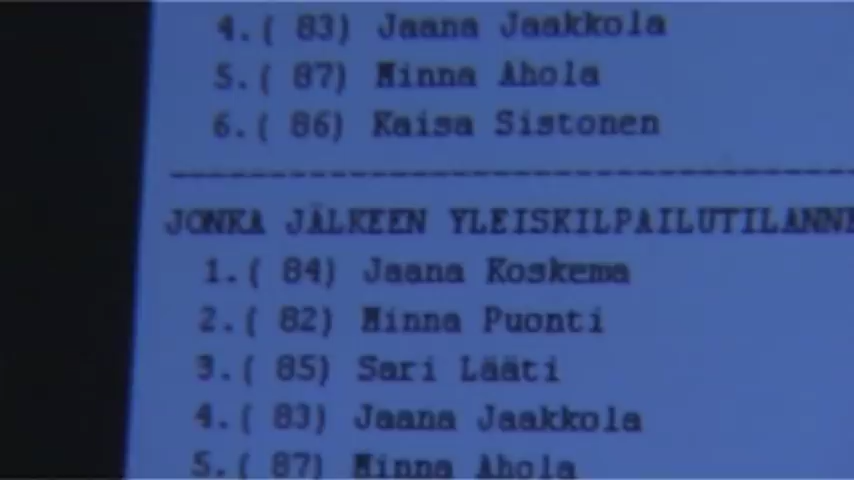 4.( 83) Jaana Jaakkola
5.( 87) Minna Ahola
6.( 86) Kaisa Sistonen
--------------------------------
JONKA JÄLKEEN YLEISKILPAILUTILANNE
1.( 84) Jaana Koskema
2.( 82) Minna Puonti
3.( 85) Sari Lääti
4.( 83) Jaana Jaakkola
5.( 87) Minna Ahola